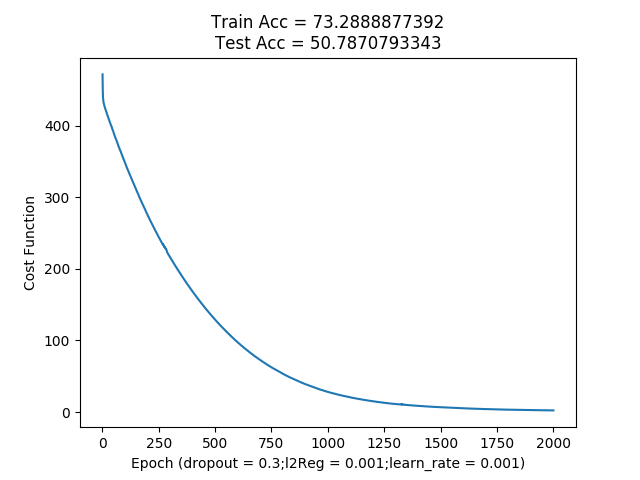 Train Acc = 73.2888877392
Test Acc = 50.7870793343
Cost Function
400
300
200
100
0
0 250 500 750 1000 1250 1500 1750 2000
Epoch (dropout = 0.3;l2Reg = 0.001;learn_rate = 0.001)